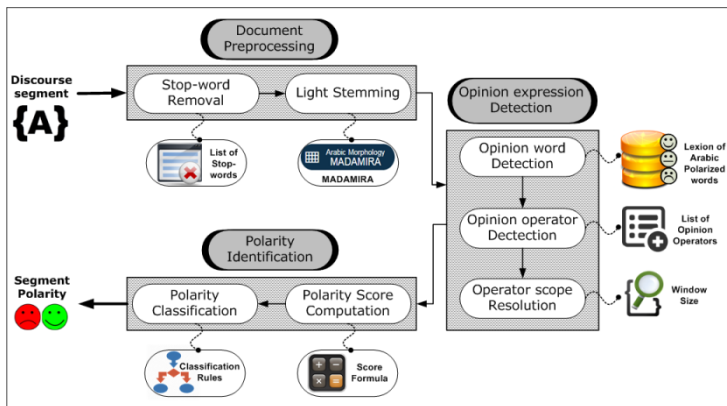 Document
Preprocessing
Discourse
segment
{A}
Stop-word
Removal
Light Stemming
List of
Stop-
words
Arabic Morphology
MADAMIRA
MADAMIRA
Opinion expression
Detection
Opinion word
Detection
Lexion of
Arabic
Polarized
words
Opinion operator
Dectection
List of
Opinion
Operators
Operator scope
Resolution
{ }
Window
Size
Polarity
Identification
Segment
Polarity
Polarity
Classification
Polarity Score
Computation
Classification
Rules
+ −
× =
Score
Formula